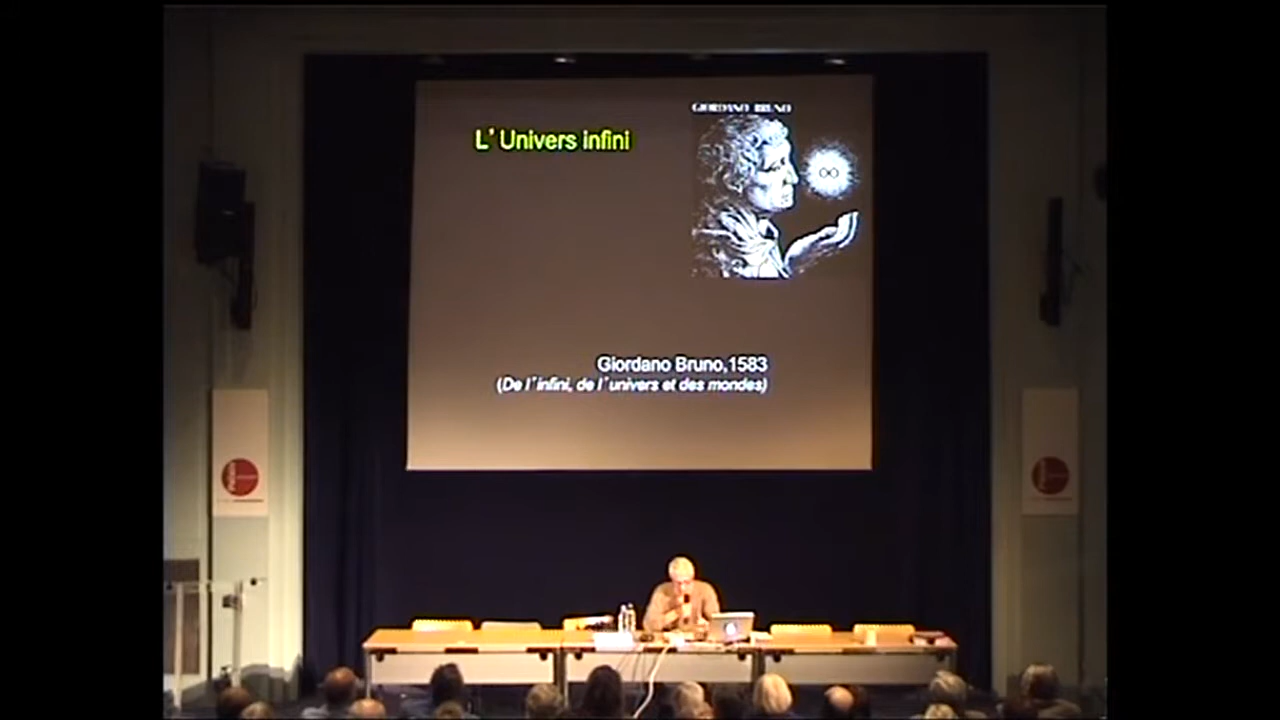 GIORDANO BRUNO
L' Univers infini
∞
Giordano Bruno,1583
(De l'infini, de l'univers et des mondes)